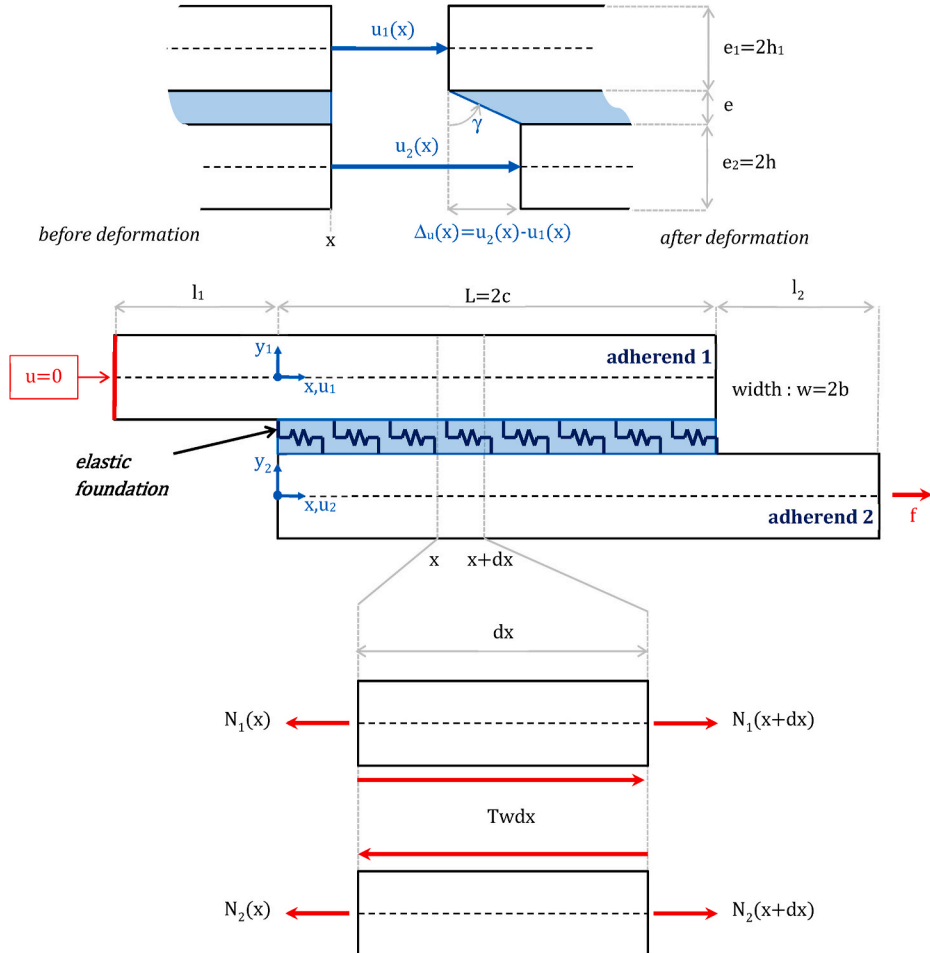 u₁(x)
e₁=2h₁
e
γ
u₂(x)
e₂=2h
before deformation
x
Δᵤ(x)=u₂(x)-u₁(x)
after deformation
l₁
L=2c
l₂
y₁
adherend 1
u=0
x,u₁
width : w=2b
elastic
foundation
y₂
x,u₂
adherend 2
f
x
x+dx
dx
N₁(x)
N₁(x+dx)
Twdx
N₂(x)
N₂(x+dx)